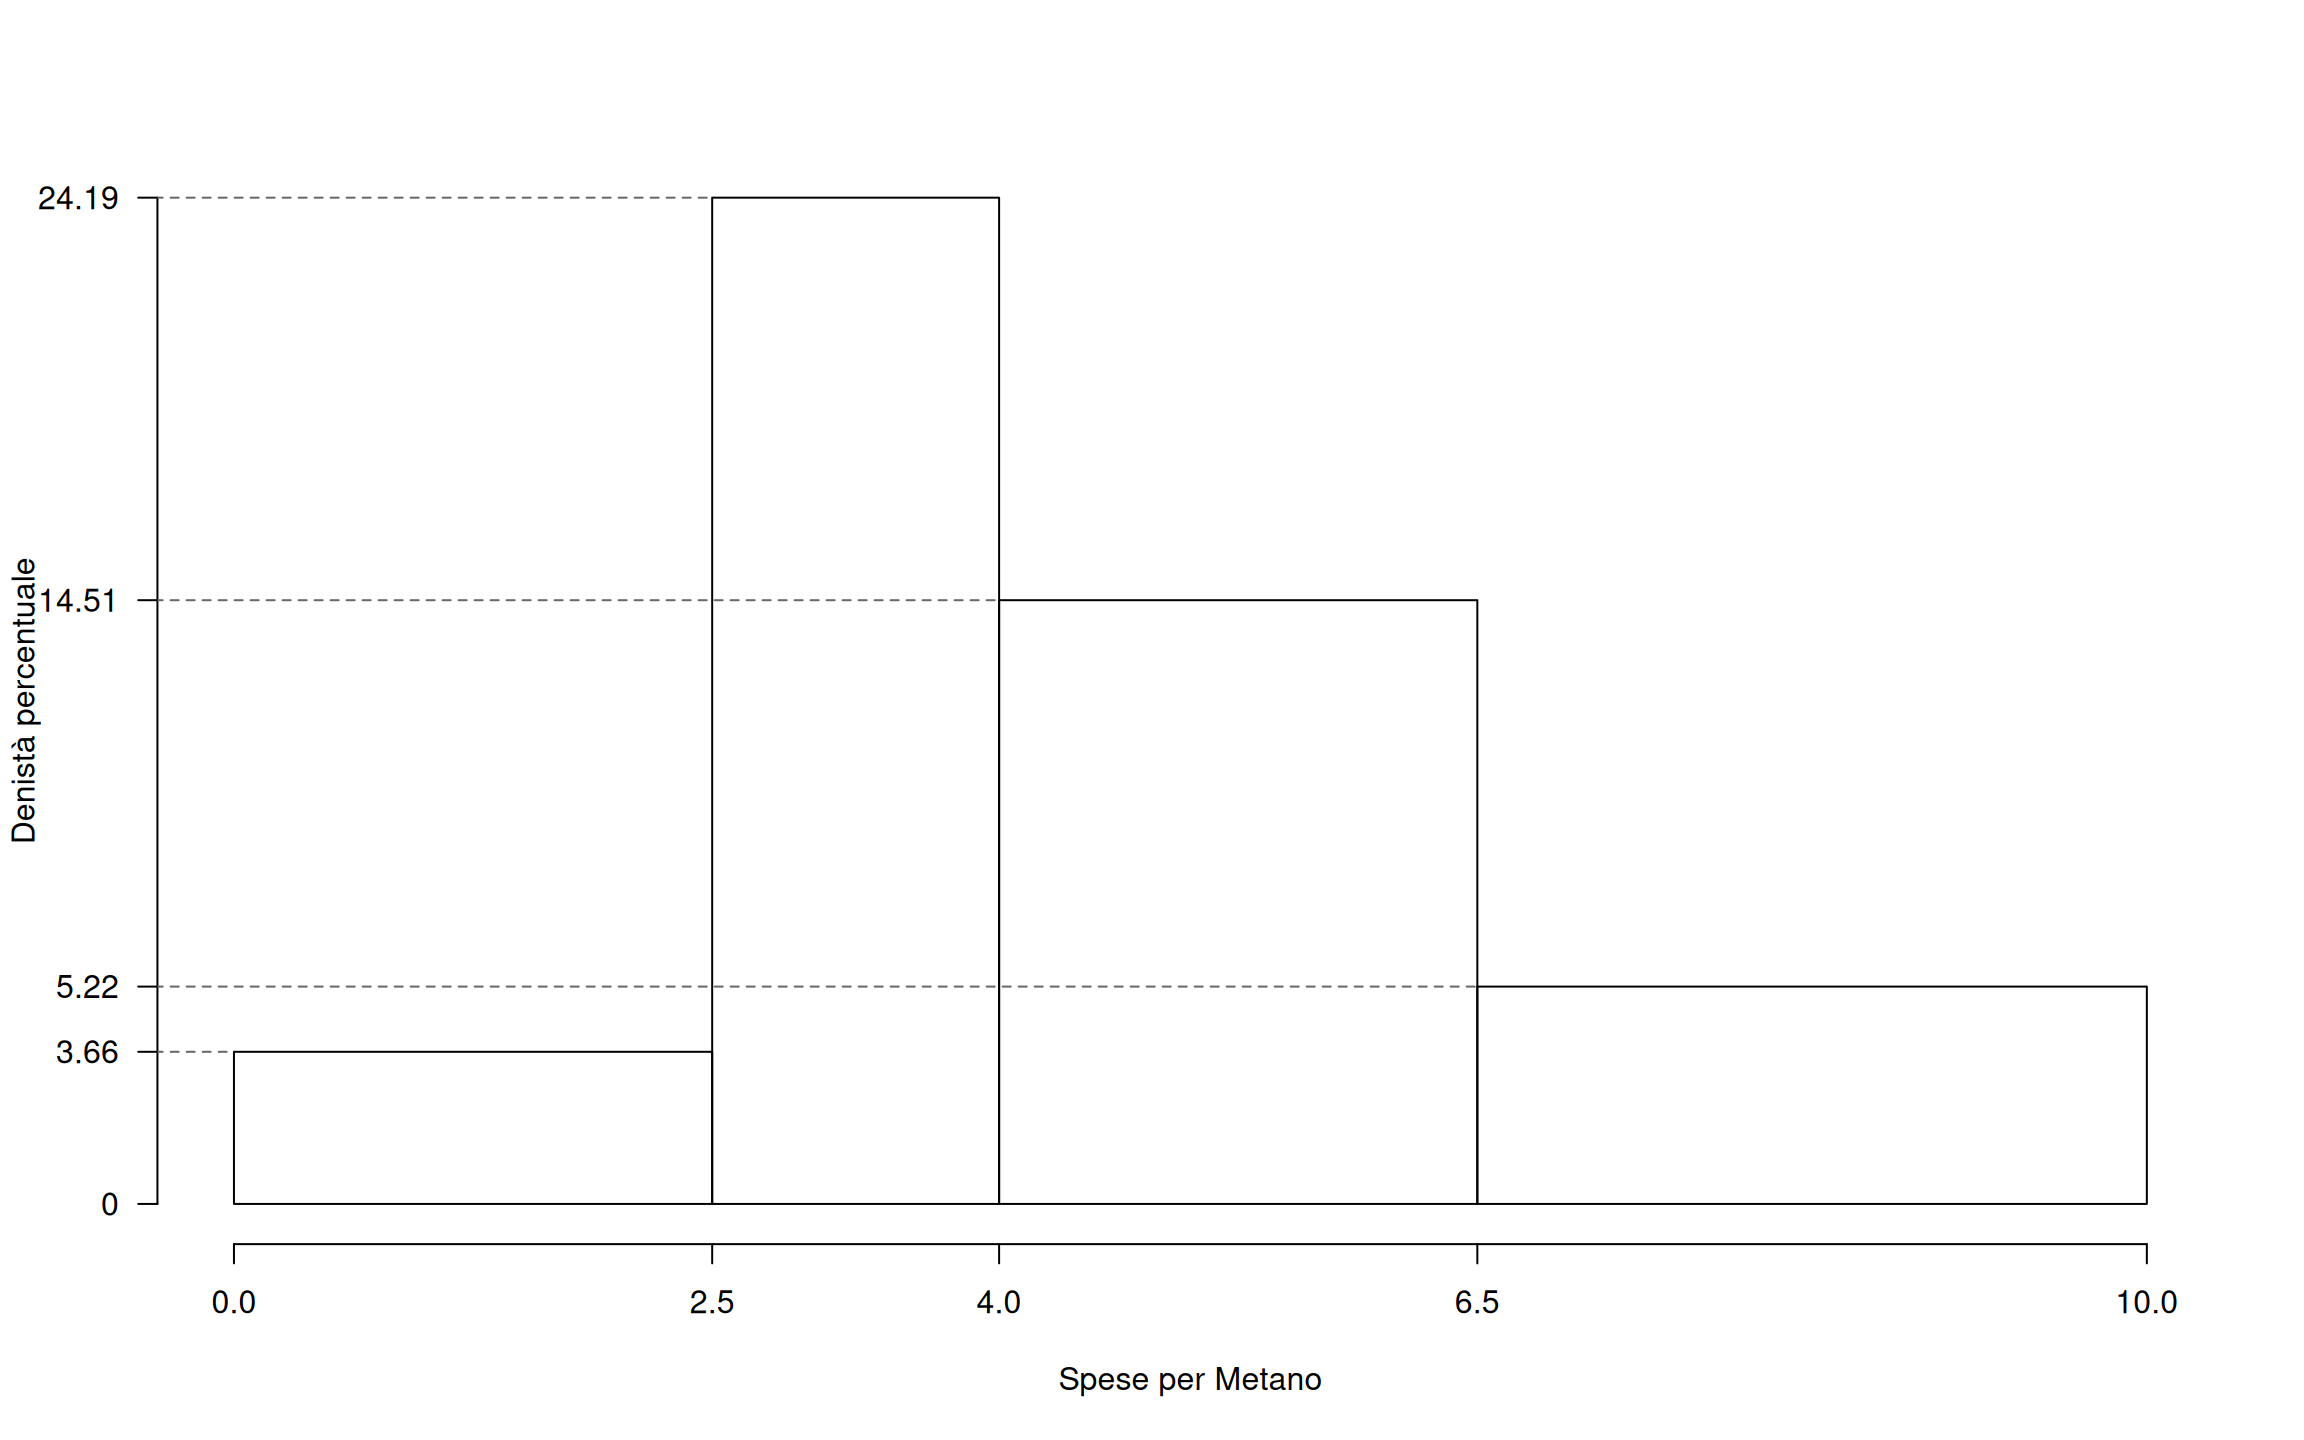 24.19
14.51
5.22
3.66
0
Denistà percentuale
0.0 2.5 4.0 6.5 10.0
Spese per Metano